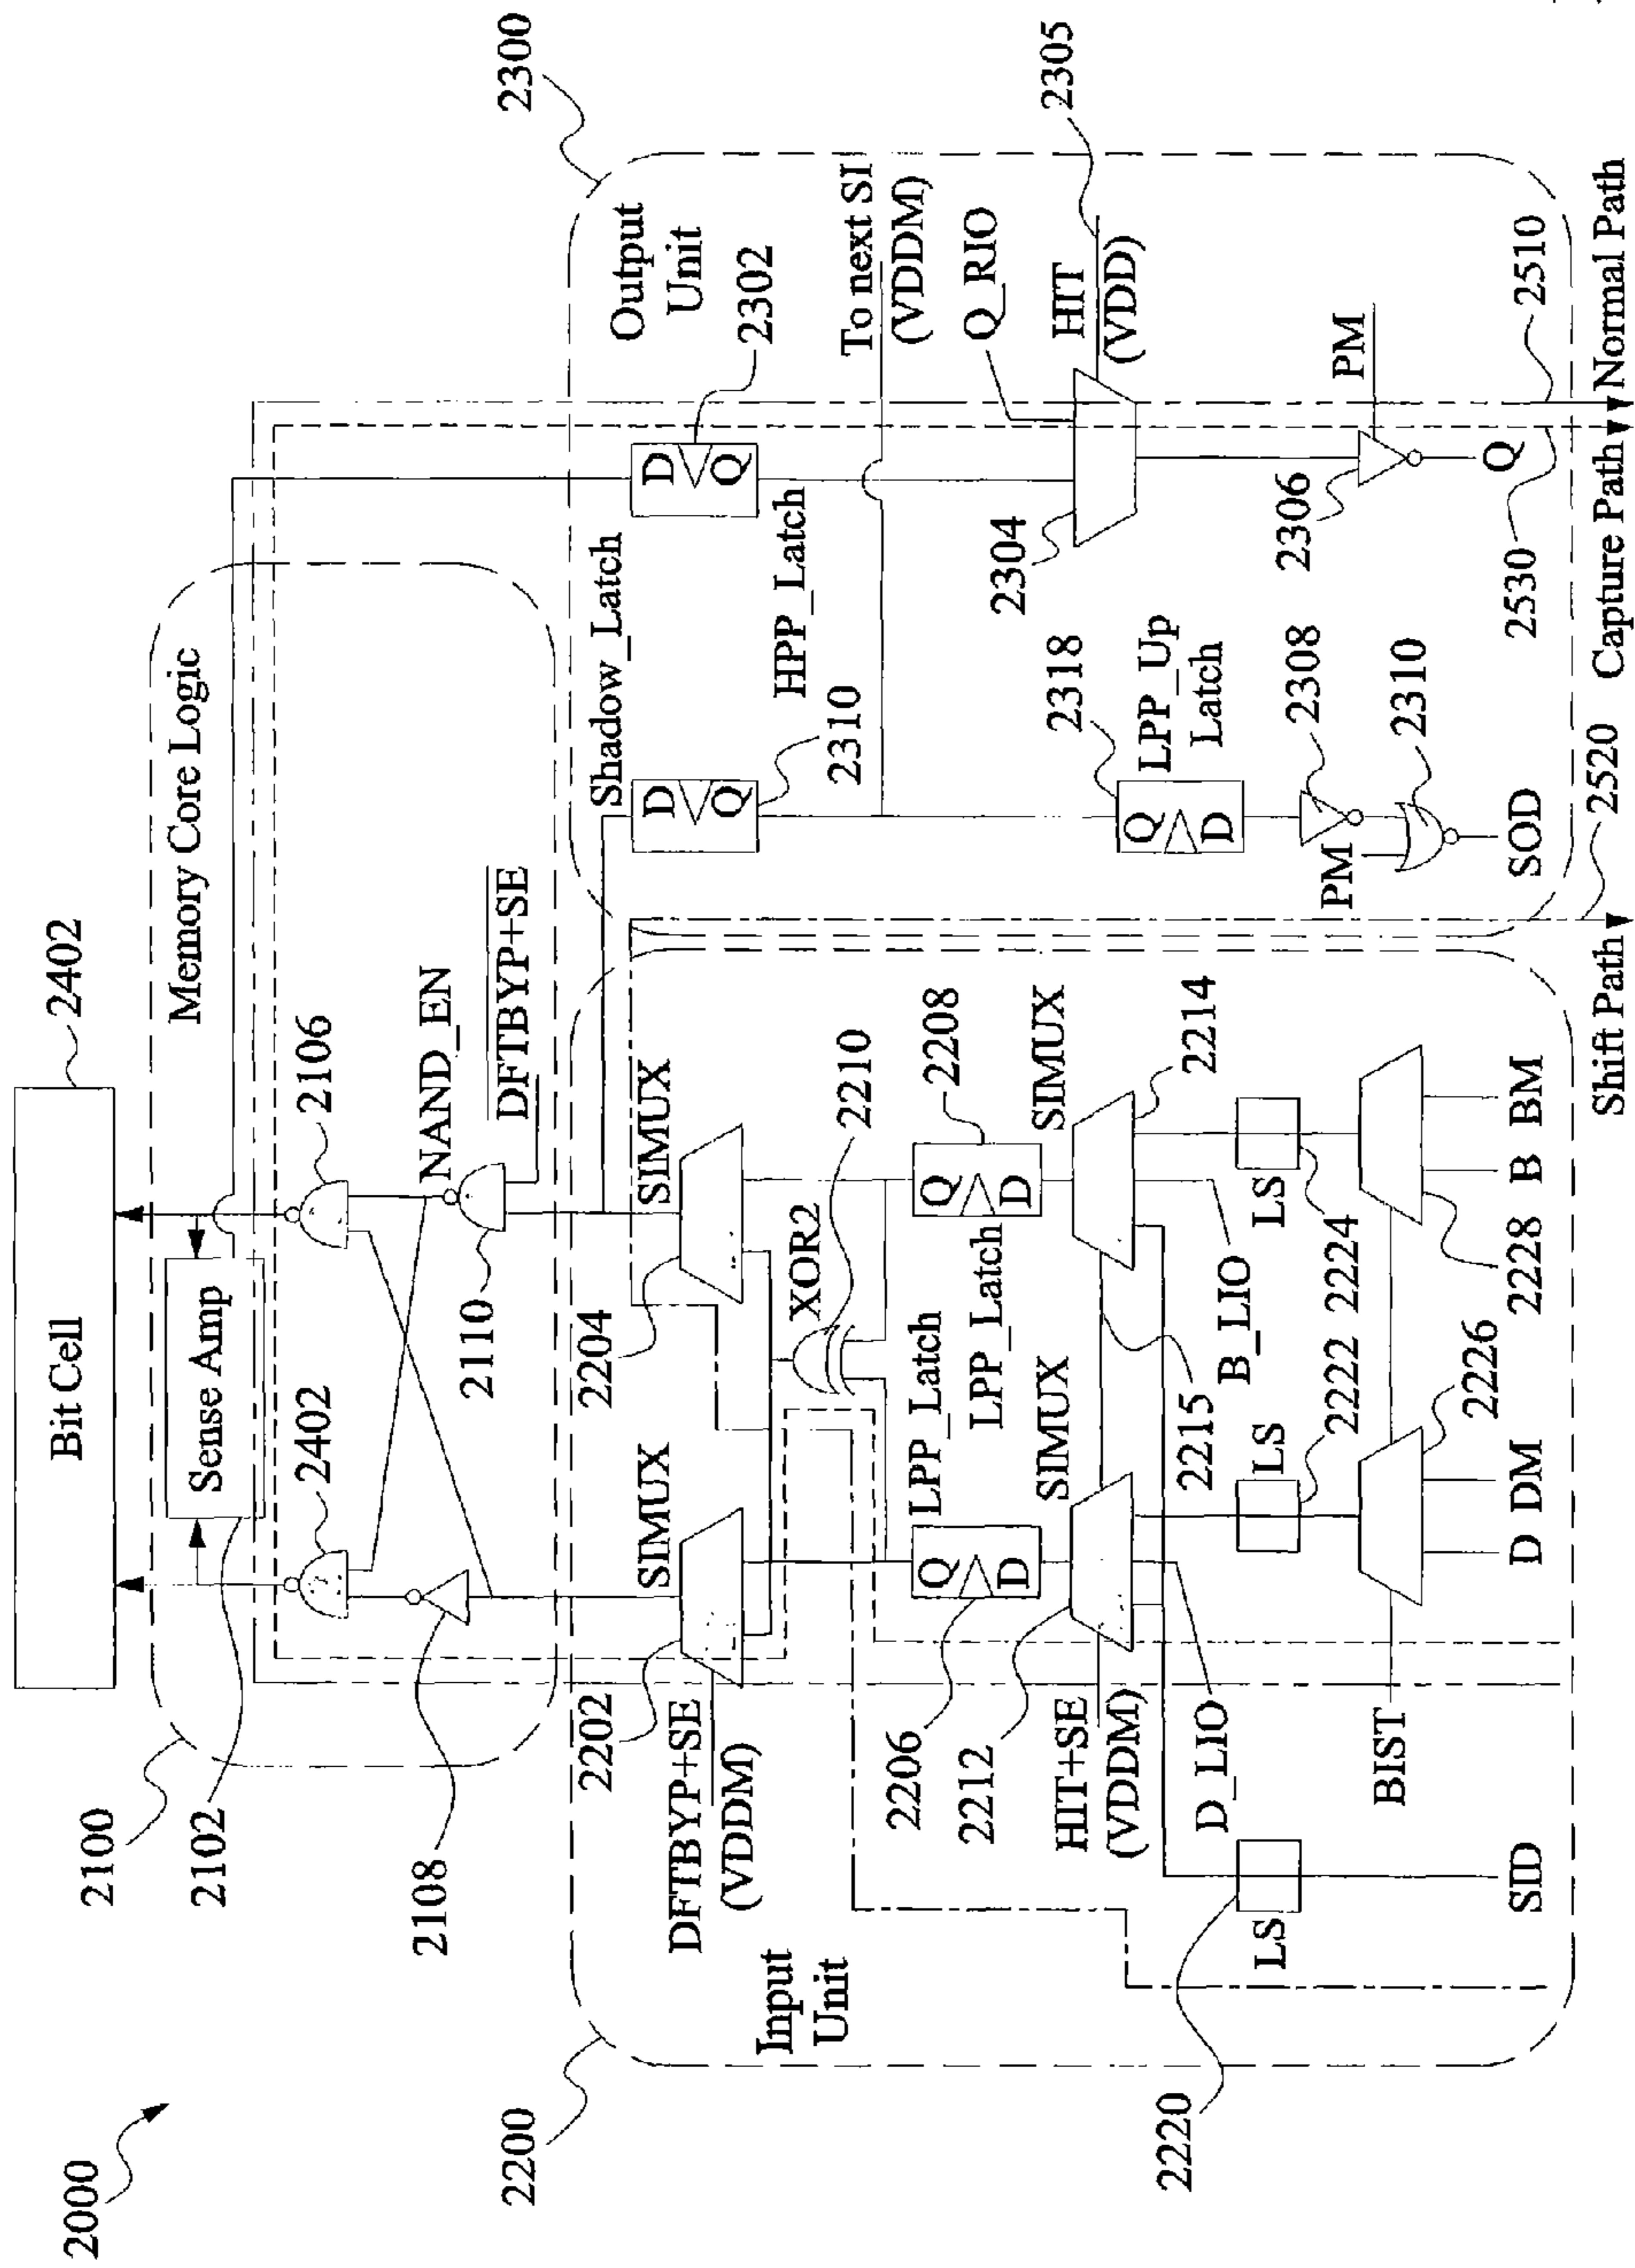 2000
2100
2102
2108
Bit Cell
2402
Sense Amp
2402
2106
Memory Core Logic
2110
NAND_EN
DFTBYP+SE
2200
Input
Unit
2202
DFTBYP+SE
(VDDM)
SIMUX
2204
SIMUX
XOR2
2210
2206
LPP_Latch
LPP_Latch
2208
2212
HIT+SE
(VDDM)
SIMUX
SIMUX
2214
2215
D_LIO
B_LIO
2220
LS
LS
2222
LS
2224
BIST
2226
2228
SID
D
DM
B
BM
2300
Output
Unit
Shadow_Latch
2302
HPP_Latch
2310
To next SI
(VDDM)
Q_RIO
HIT
(VDD)
2305
2304
2318
LPP_Up
Latch
PM
2306
2308
PM
2310
SOD
Q
2520
2530
2510
Shift Path
Capture Path
Normal Path